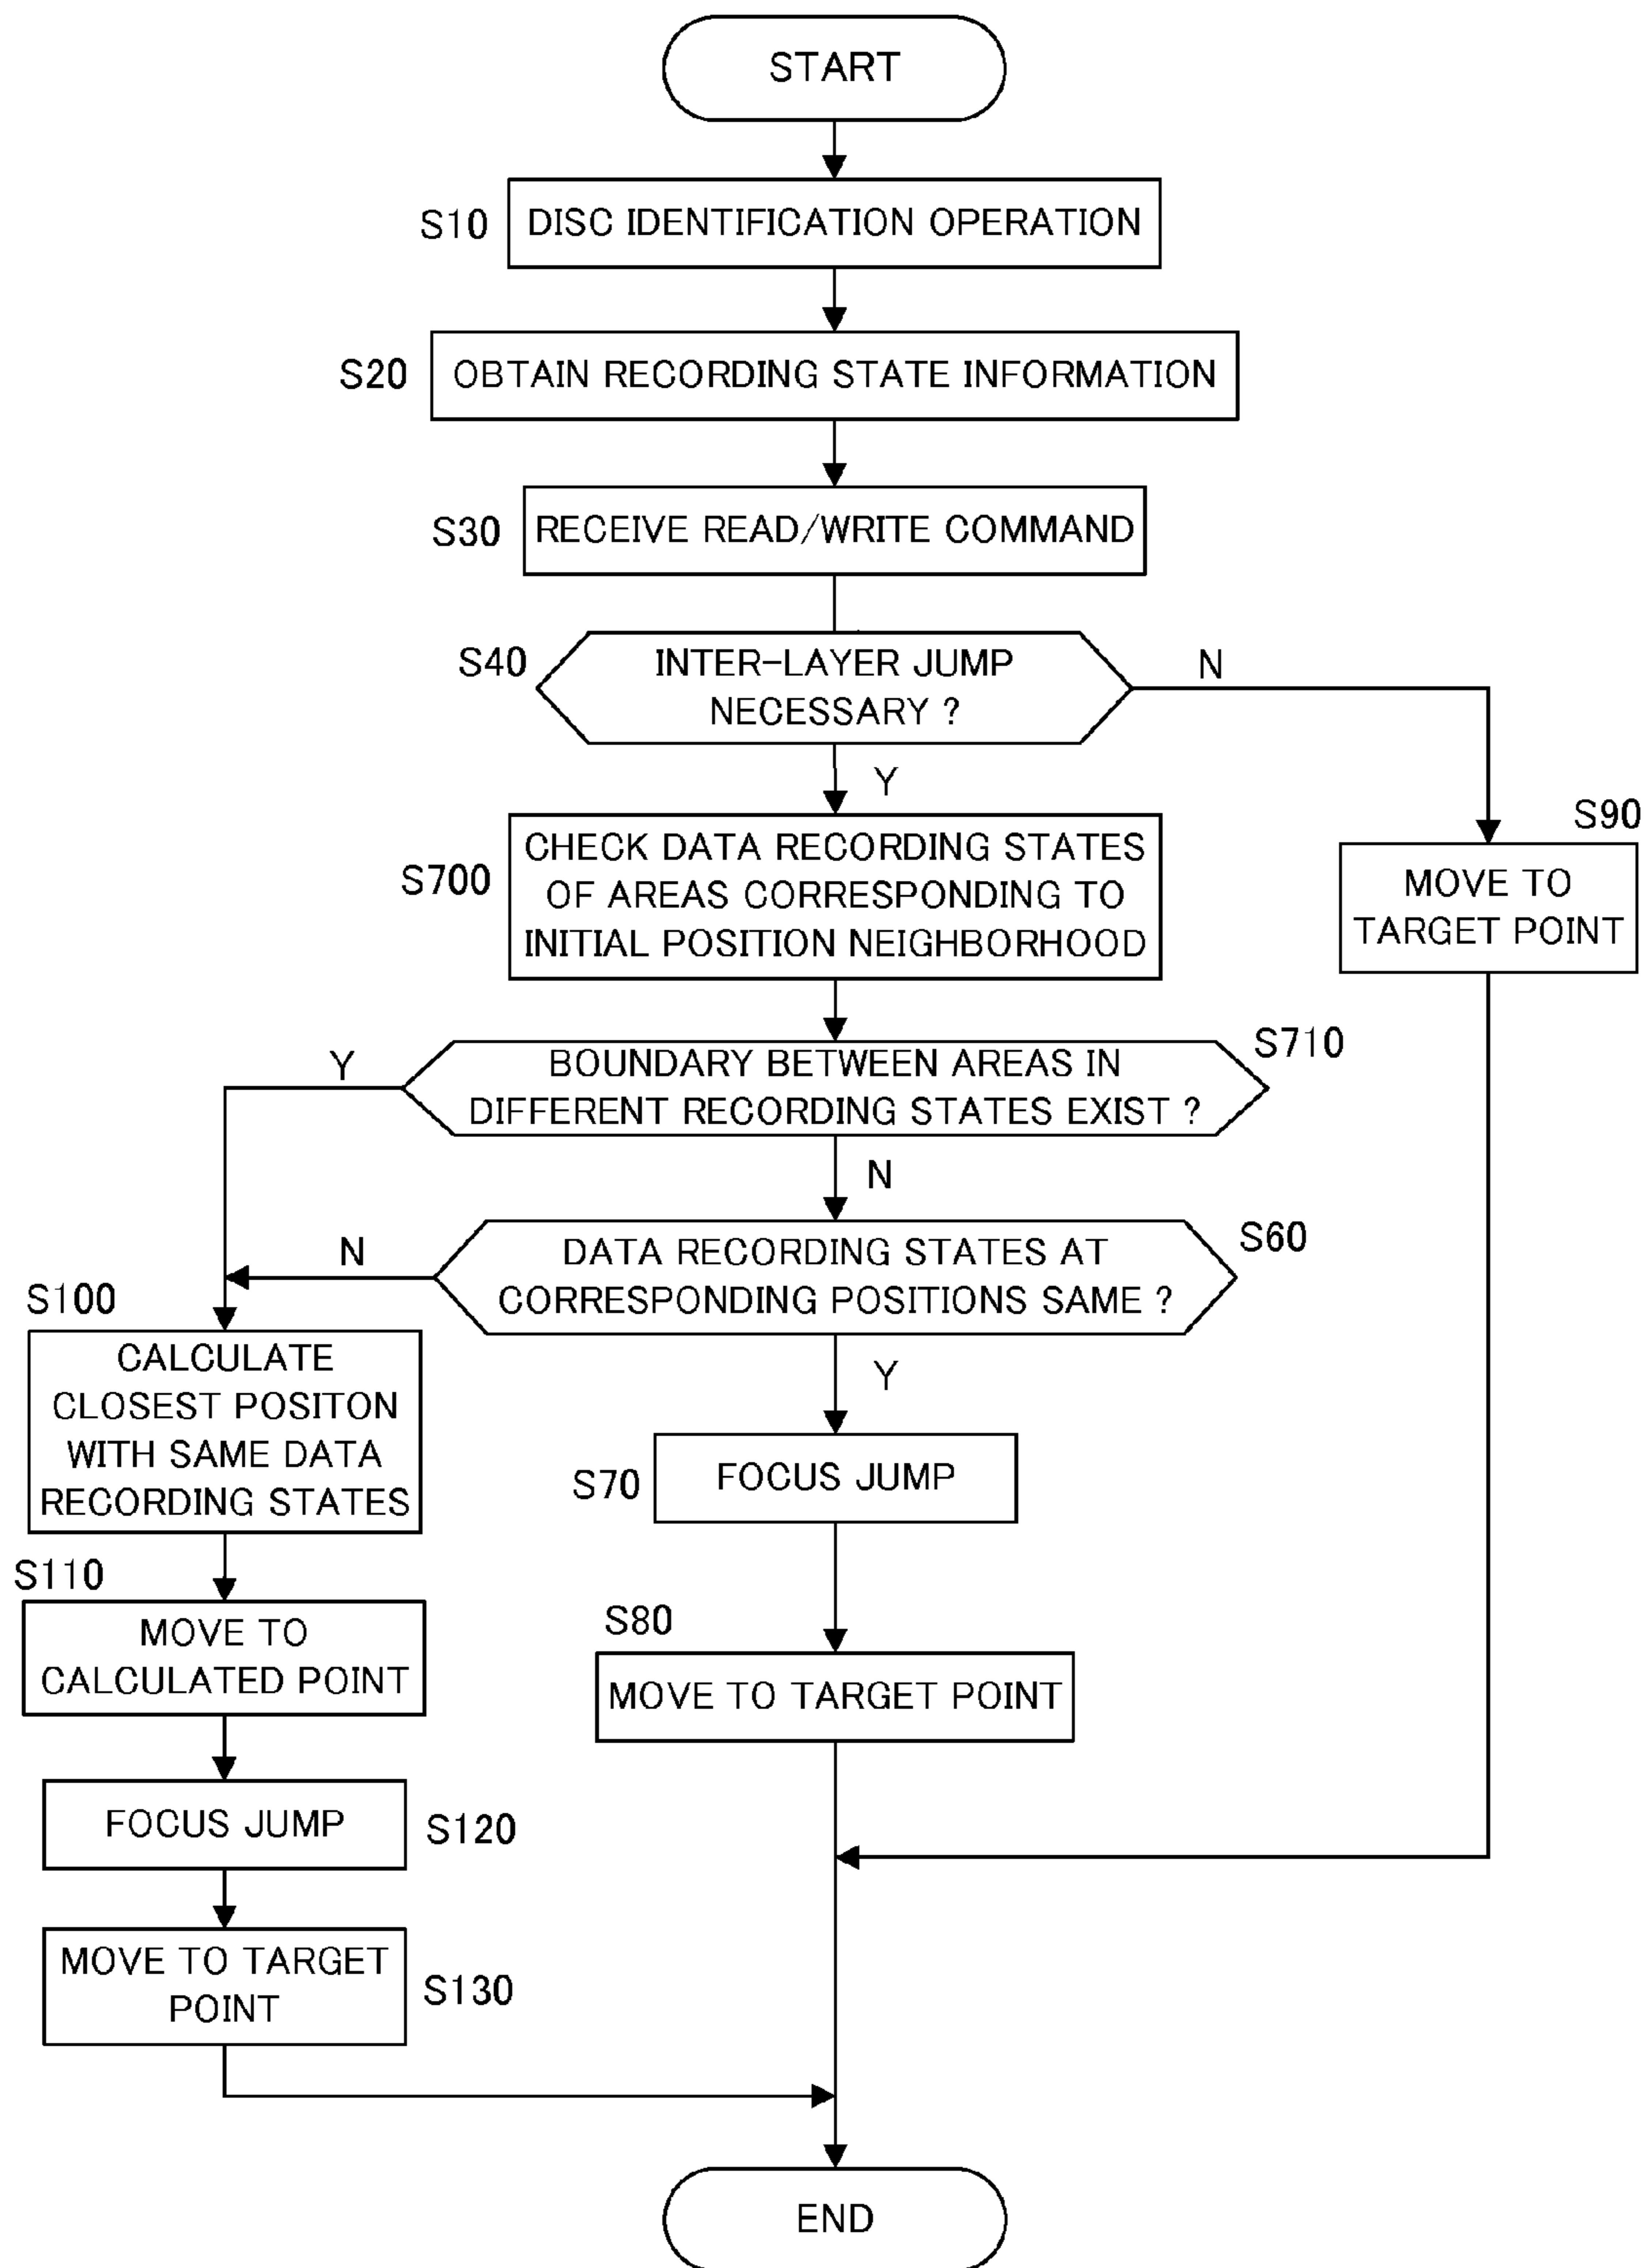 START
S10
DISC IDENTIFICATION OPERATION
S20
OBTAIN RECORDING STATE INFORMATION
S30
RECEIVE READ/WRITE COMMAND
S40
INTER-LAYER JUMP
NECESSARY ?
N
Y
S90
MOVE TO
TARGET POINT
S700
CHECK DATA RECORDING STATES
OF AREAS CORRESPONDING TO
INITIAL POSITION NEIGHBORHOOD
S710
Y
BOUNDARY BETWEEN AREAS IN
DIFFERENT RECORDING STATES EXIST ?
N
S60
N
DATA RECORDING STATES AT
CORRESPONDING POSITIONS SAME ?
Y
S100
CALCULATE
CLOSEST POSITON
WITH SAME DATA
RECORDING STATES
S70
FOCUS JUMP
S110
MOVE TO
CALCULATED POINT
S80
MOVE TO TARGET POINT
FOCUS JUMP
S120
MOVE TO TARGET
POINT
S130
END